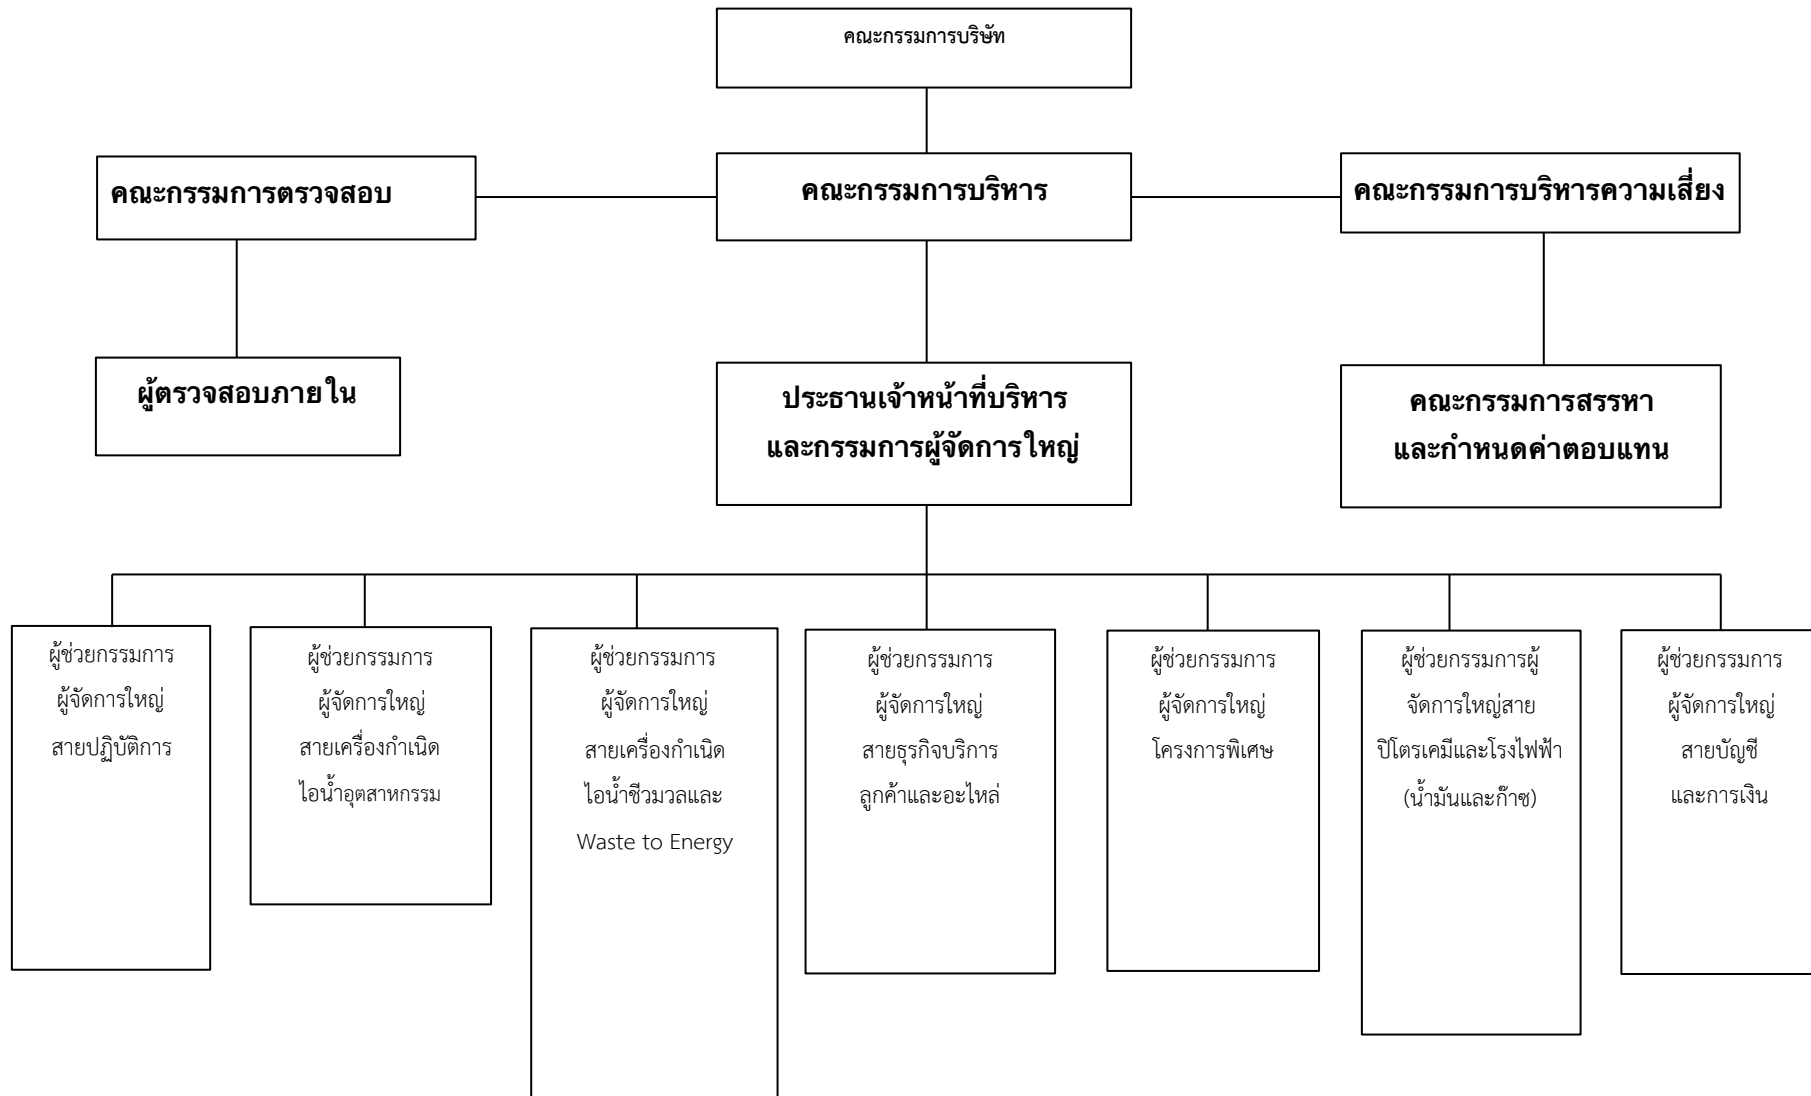 คณะกรรมการบริษัท
คณะกรรมการตรวจสอบ
คณะกรรมการบริหาร
คณะกรรมการบริหารความเสี่ยง
ผู้ตรวจสอบภายใน
ประธานเจ้าหน้าที่บริหาร
และกรรมการผู้จัดการใหญ่
คณะกรรมการสรรหา
และกำหนดค่าตอบแทน
ผู้ช่วยกรรมการ
ผู้จัดการใหญ่
สายปฏิบัติการ
ผู้ช่วยกรรมการ
ผู้จัดการใหญ่
สายเครื่องกำเนิด
ไอน้ำอุตสาหกรรม
ผู้ช่วยกรรมการ
ผู้จัดการใหญ่
สายเครื่องกำเนิด
ไอน้ำชีวมวลและ
Waste to Energy
ผู้ช่วยกรรมการ
ผู้จัดการใหญ่
สายธุรกิจบริการ
ลูกค้าและอะไหล่
ผู้ช่วยกรรมการ
ผู้จัดการใหญ่
โครงการพิเศษ
ผู้ช่วยกรรมการผู้
จัดการใหญ่สาย
ปิโตรเคมีและโรงไฟฟ้า
(น้ำมันและก๊าซ)
ผู้ช่วยกรรมการ
ผู้จัดการใหญ่
สายบัญชี
และการเงิน